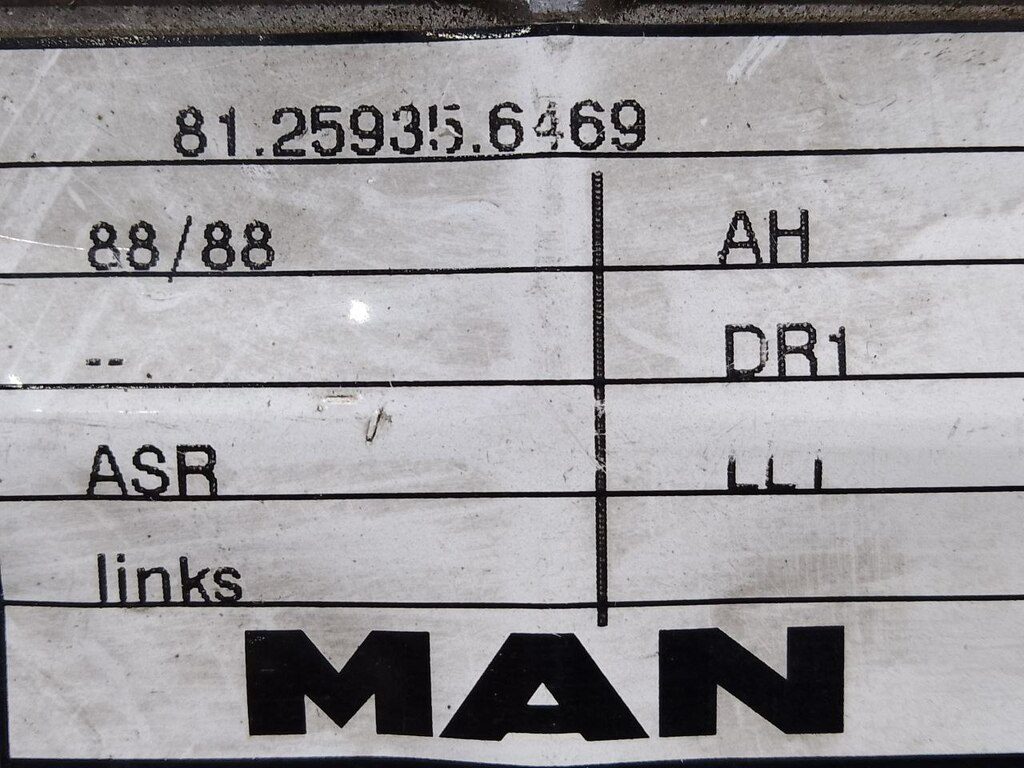 81.25935.6469
88/88 AH
-- DR1
ASR
links
MAN